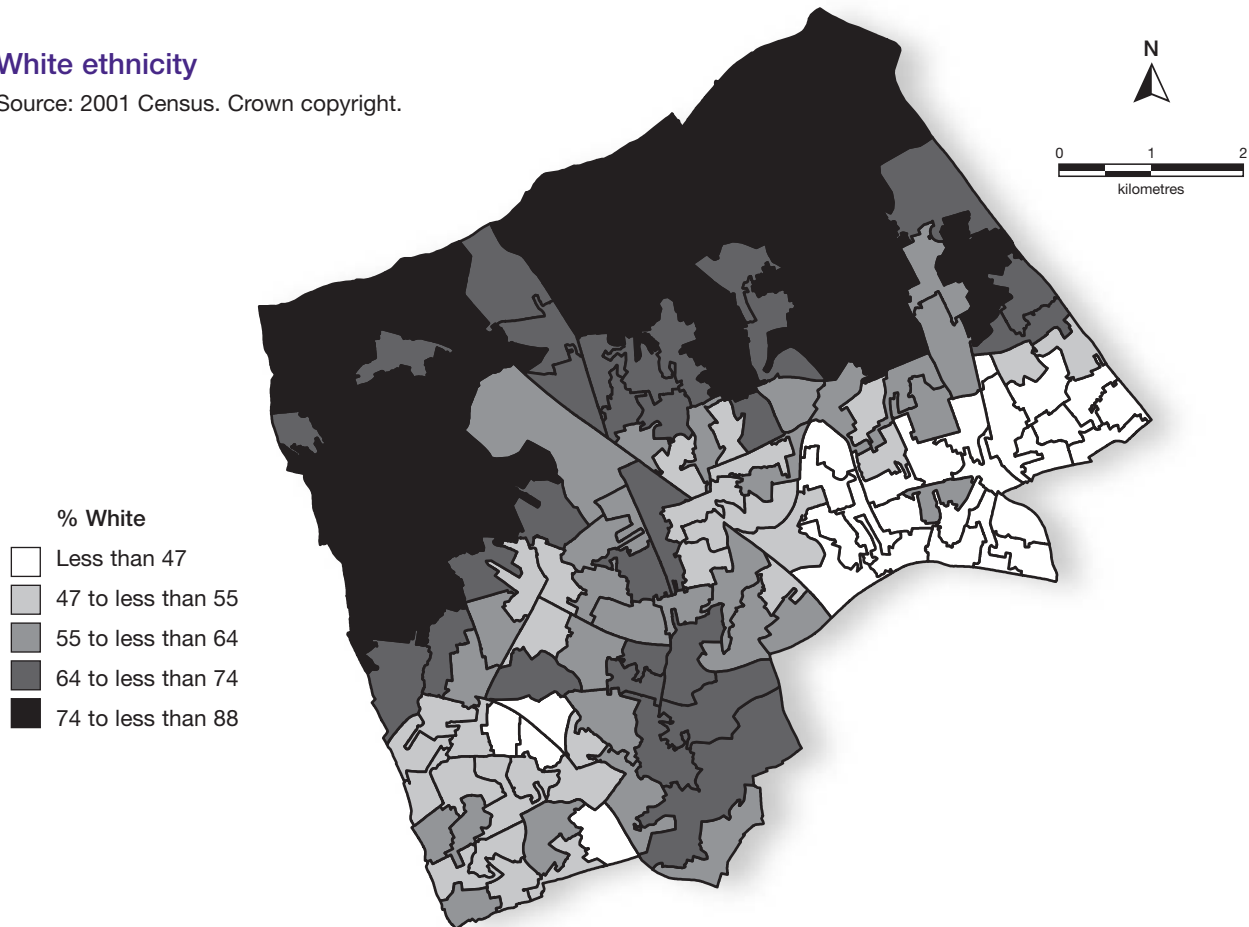 White ethnicity
Source: 2001 Census. Crown copyright.
N
0 1 2
kilometres
% White
Less than 47
47 to less than 55
55 to less than 64
64 to less than 74
74 to less than 88